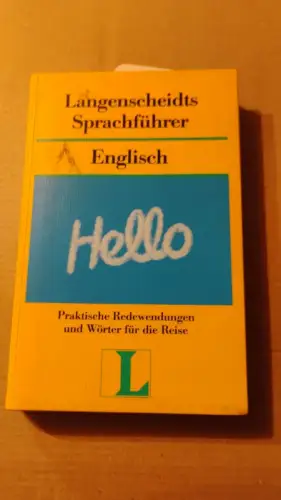 Langenscheidts
Sprachführer
Englisch
Hello
Praktische Redewendungen
und Wörter für die Reise
L